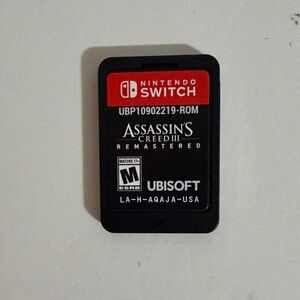 NINTENDO
SWITCH
UBP10902219-ROM
ASSASSIN'S
CREED III
REMASTERED
MATURE 17+
M
ESRB
UBISOFT
LA-H-AQAJA-USA